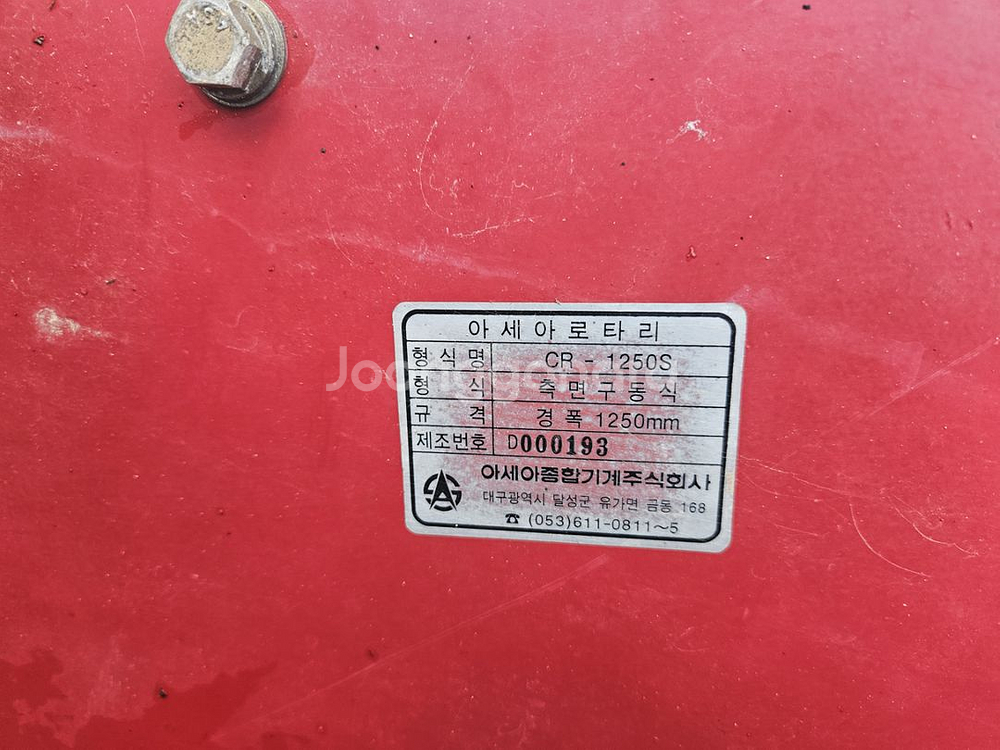 아세아로타리
형식명 CR - 1250S
형 식 측면구동식
규 격 경폭 1250mm
제조번호 D000193
아세아종합기계주식회사
대구광역시 달성군 유가면 금동 168
☎ (053)611-0811~5